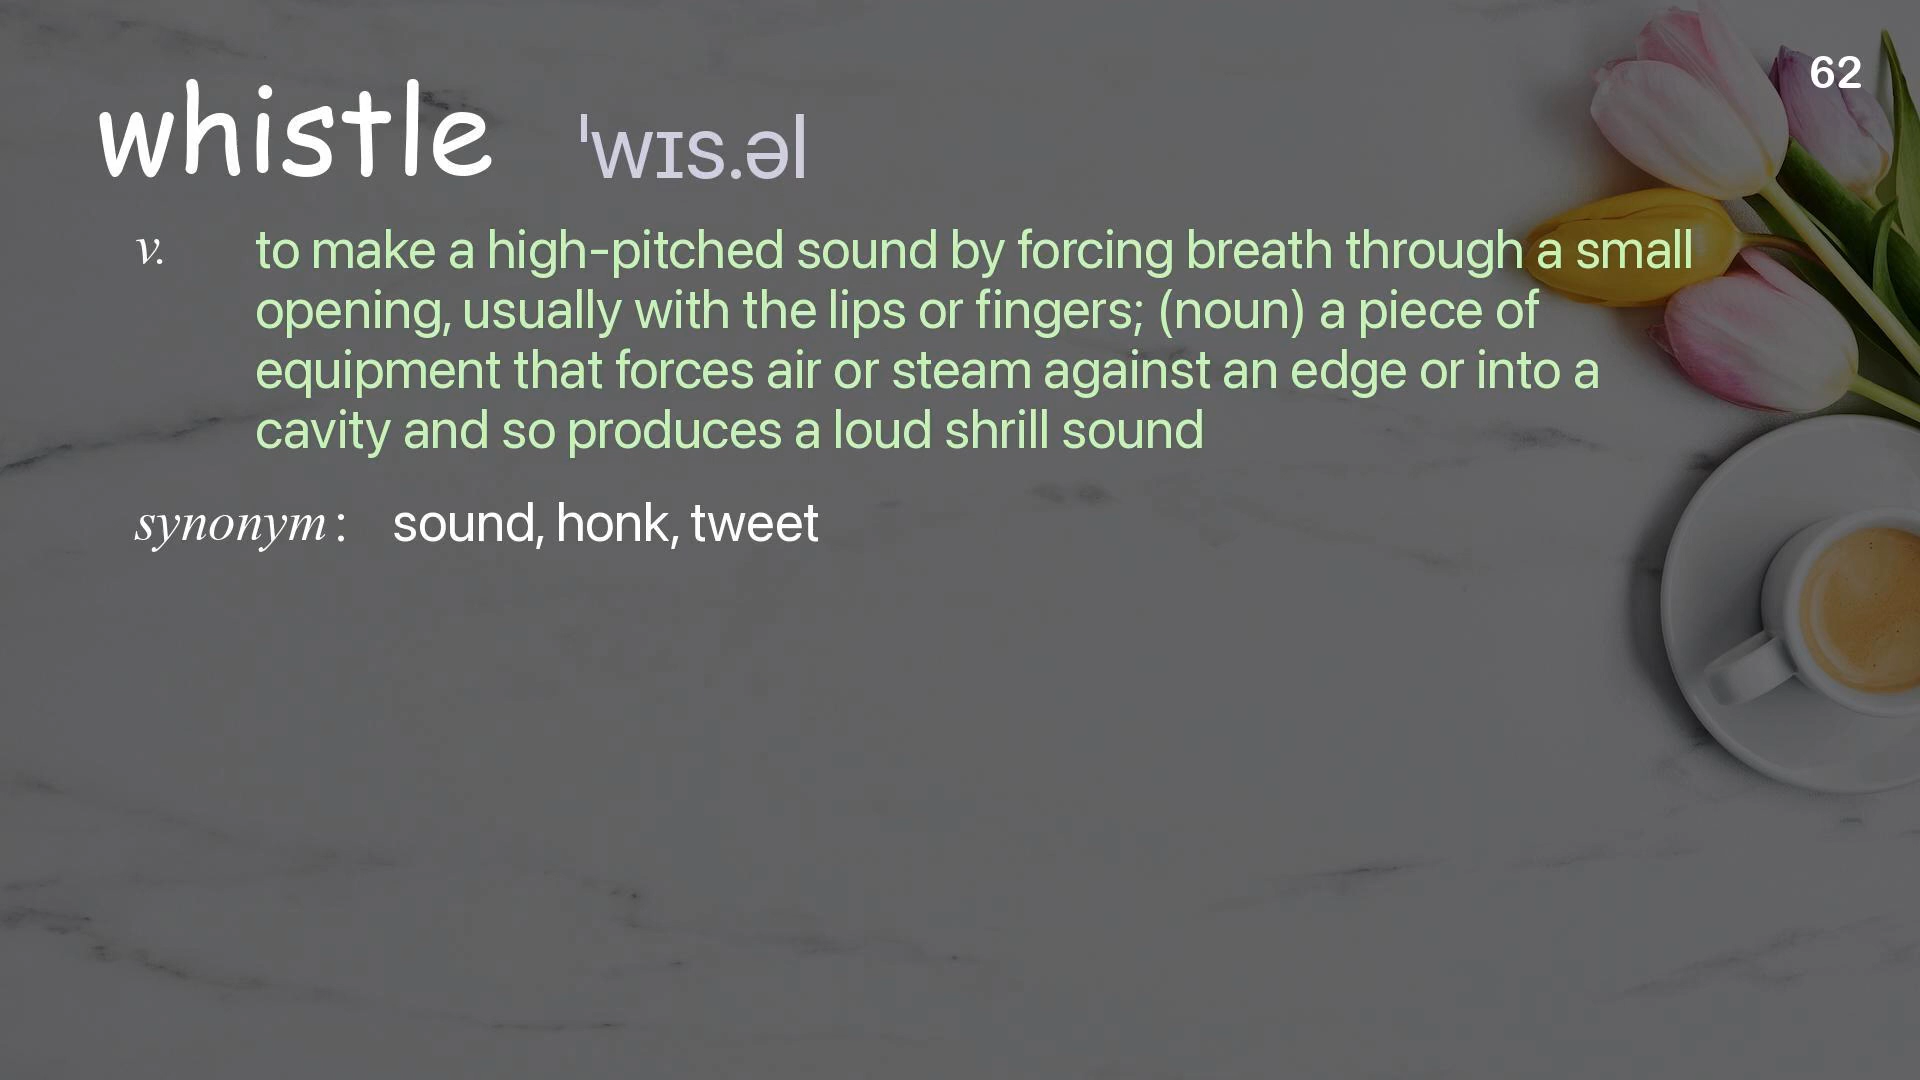 62
whistle ˈwɪs.əl
v. to make a high-pitched sound by forcing breath through a small
opening, usually with the lips or fingers; (noun) a piece of
equipment that forces air or steam against an edge or into a
cavity and so produces a loud shrill sound
synonym: sound, honk, tweet